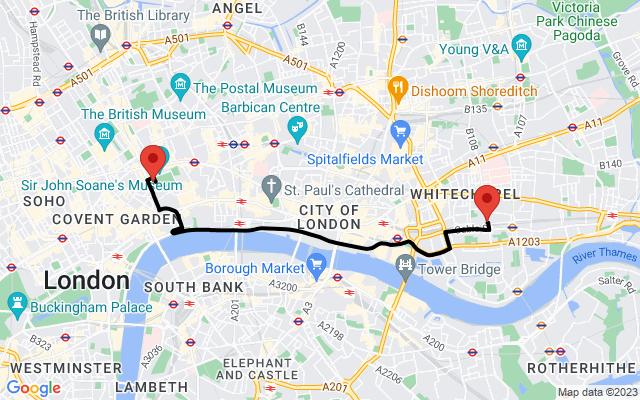 ANGEL
The British Library
A501
A501
A501
A1200
B144
Victoria
Park Chinese
Pagoda
Young V&A
Hampstead Rd
The Postal Museum
Dishoom Shoreditch
B135
A107
A11
Barbican Centre
The British Museum
Spitalfields Market
B108
A11
B140
Sir John Soane's Museum
St. Paul's Cathedral
WHITECHAPEL
SOHO
COVENT GARDEN
CITY OF
LONDON
A1203
River Thames
London
Borough Market
Tower Bridge
SOUTH BANK
A3200
Salter Rd
Buckingham Palace
A201
A3
A2198
A200
B323
A3036
ELEPHANT
AND CASTLE
A2206
WESTMINSTER
LAMBETH
A201
ROTHERHITHE
Google
Map data ©2023